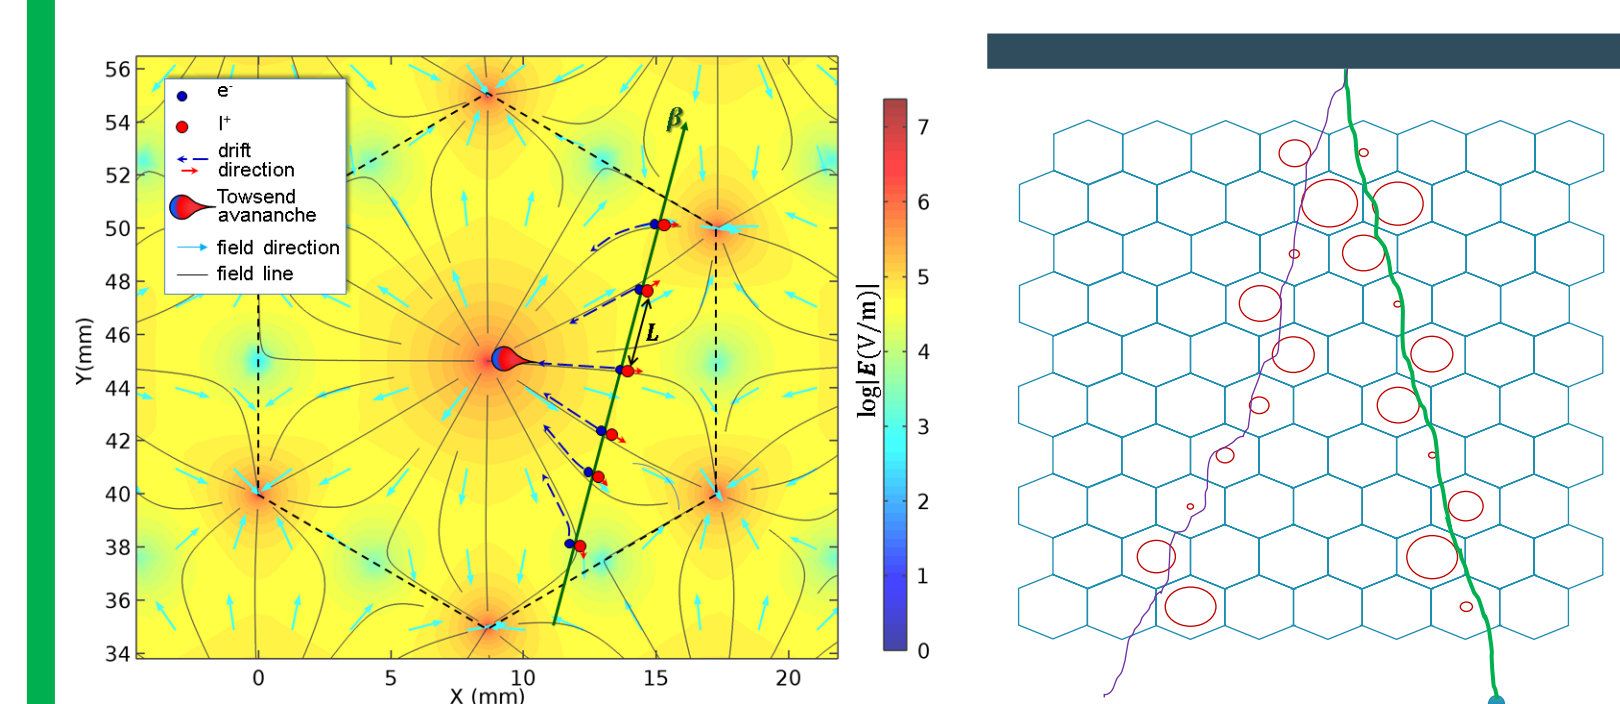 56
54
52
50
48
46
44
42
40
38
36
34
Y(mm)
e-
I+
drift
direction
Towsend
avananche
field direction
field line
β
L
0
5
10
15
20
X (mm)
log|E(V/m)|
7
6
5
4
3
2
1
0